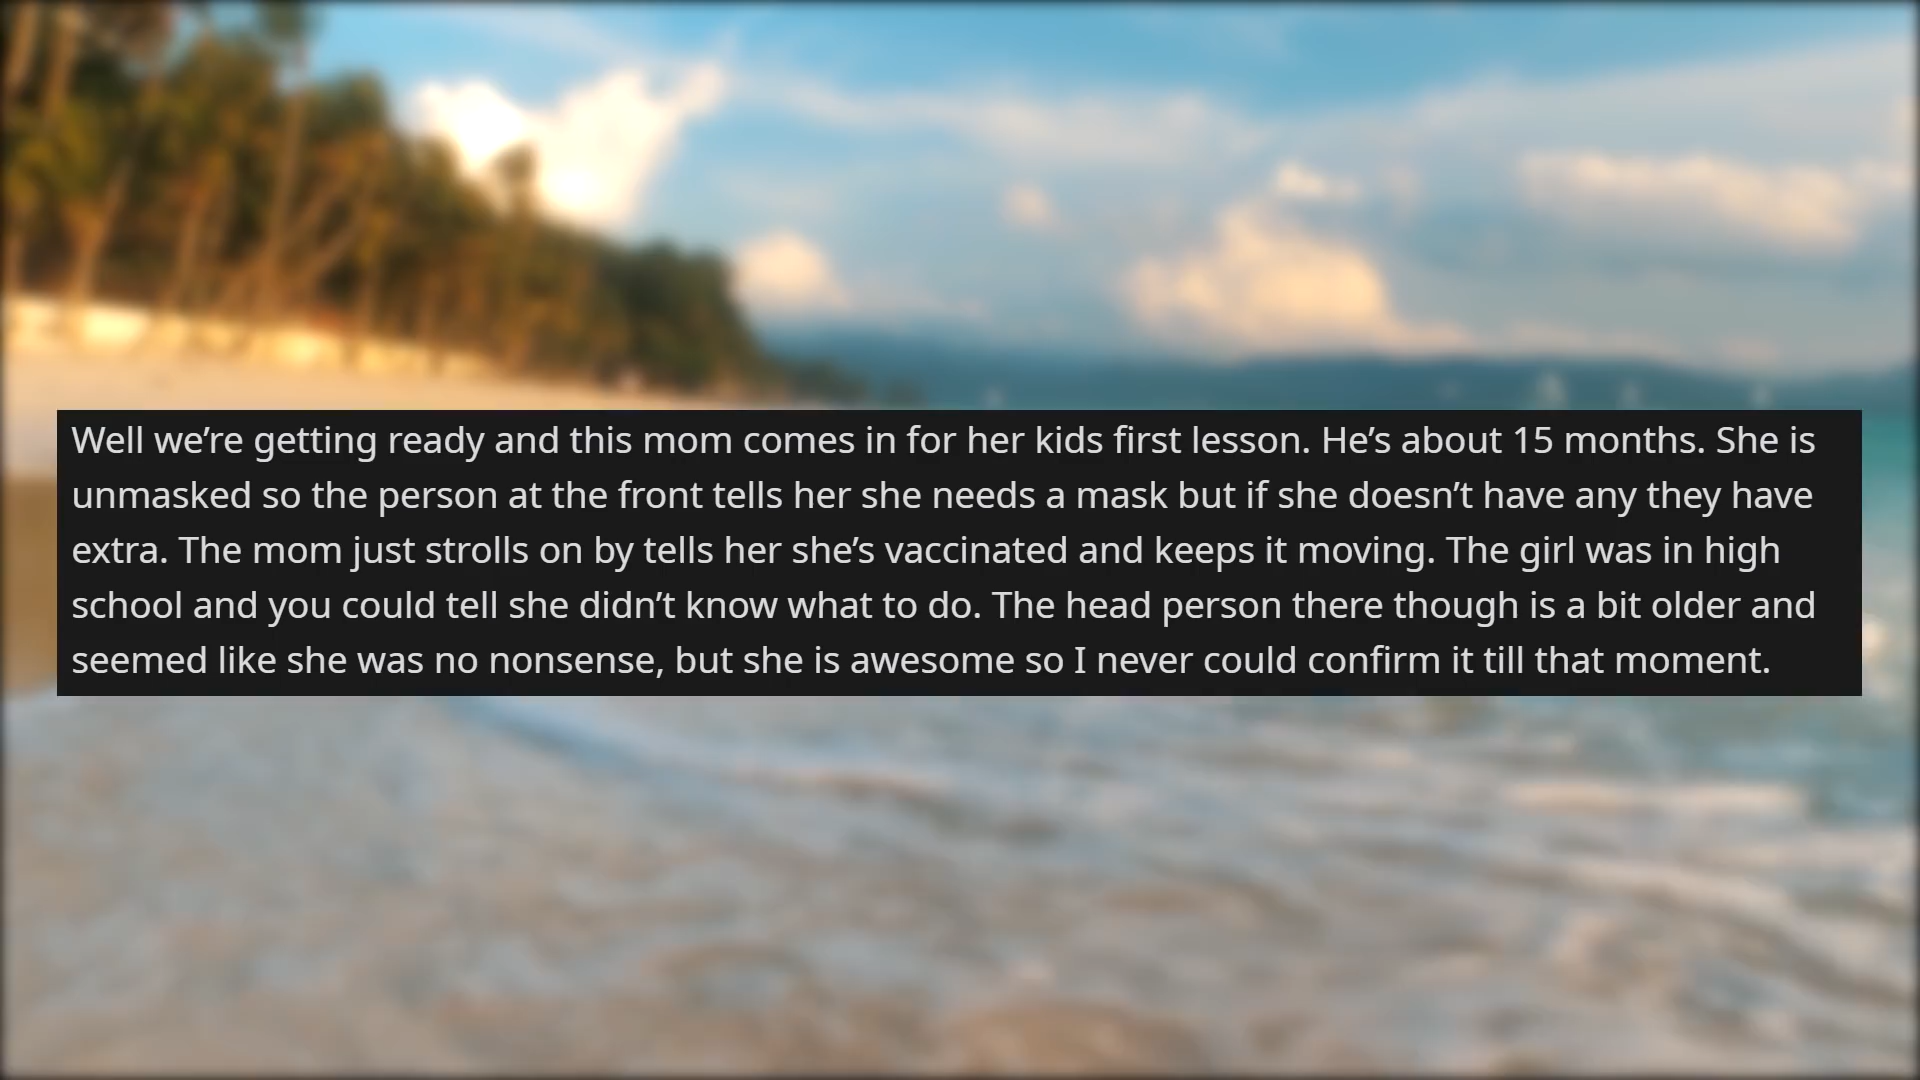 Well we’re getting ready and this mom comes in for her kids first lesson. He’s about 15 months. She is
unmasked so the person at the front tells her she needs a mask but if she doesn’t have any they have
extra. The mom just strolls on by tells her she’s vaccinated and keeps it moving. The girl was in high
school and you could tell she didn’t know what to do. The head person there though is a bit older and
seemed like she was no nonsense, but she is awesome so I never could confirm it till that moment.